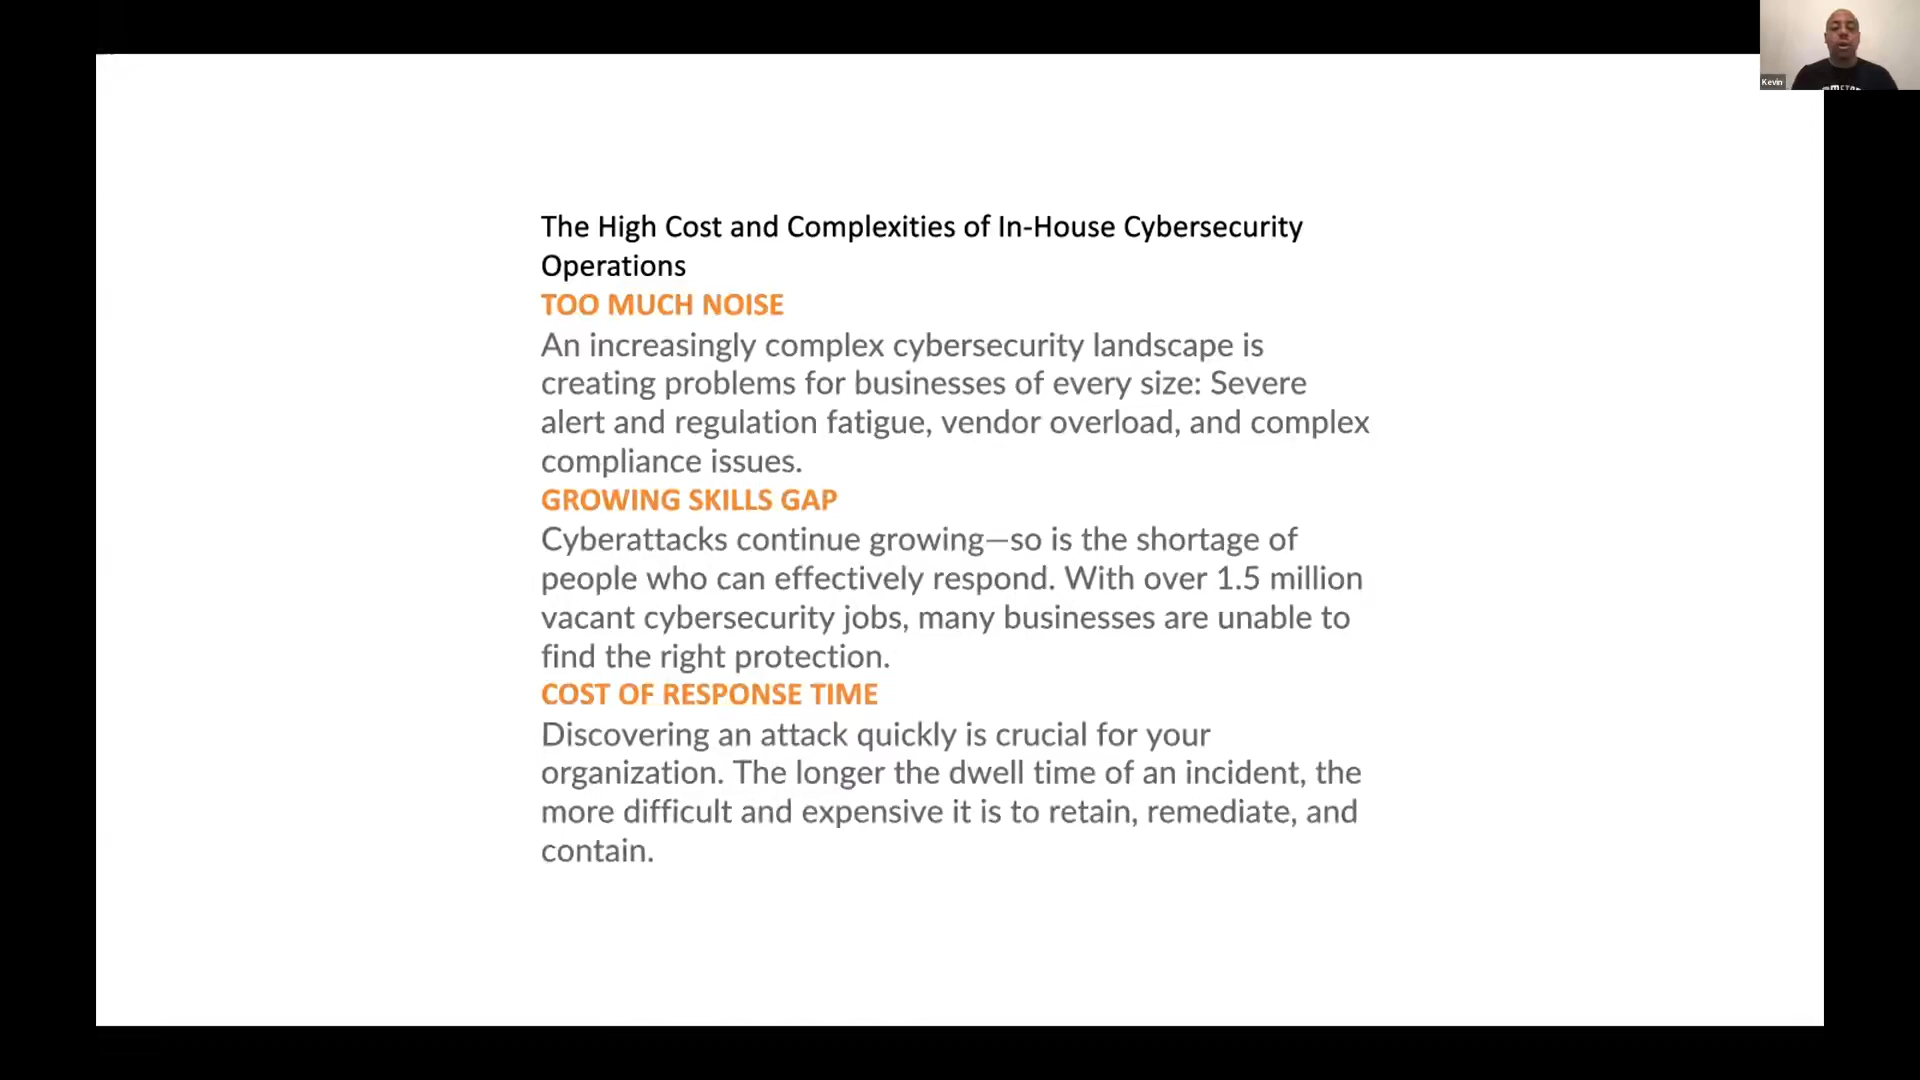 The High Cost and Complexities of In-House Cybersecurity
Operations
TOO MUCH NOISE
An increasingly complex cybersecurity landscape is
creating problems for businesses of every size: Severe
alert and regulation fatigue, vendor overload, and complex
compliance issues.
GROWING SKILLS GAP
Cyberattacks continue growing—so is the shortage of
people who can effectively respond. With over 1.5 million
vacant cybersecurity jobs, many businesses are unable to
find the right protection.
COST OF RESPONSE TIME
Discovering an attack quickly is crucial for your
organization. The longer the dwell time of an incident, the
more difficult and expensive it is to retain, remediate, and
contain.
Kevin